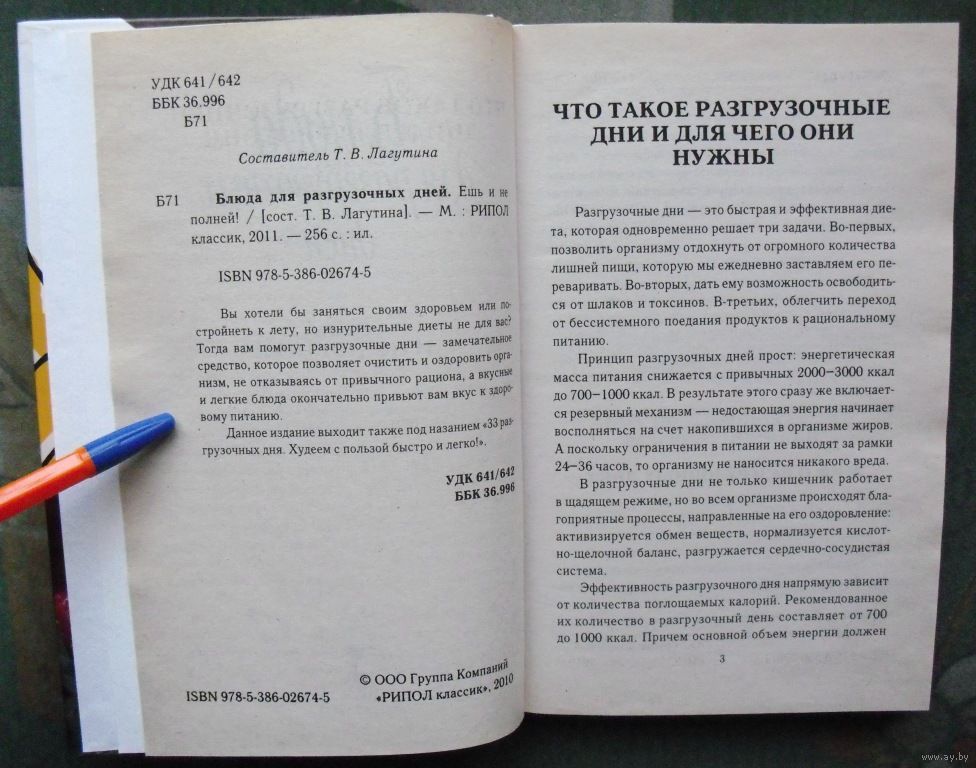 УДК 641/642
ББК 36.996
Б71
Составитель Т. В. Лагутина
Блюда для разгрузочных дней. Ешь и не
Б71 полней! / [сост. Т. В. Лагутина]. — М. : РИПОЛ
классик, 2011. — 256 с. : ил.
ISBN 978-5-386-02674-5
Вы хотели бы заняться своим здоровьем или по-
стройнеть к лету, но изнурительные диеты не для вас?
Тогда вам помогут разгрузочные дни — замечательное
средство, которое позволяет очистить и оздоровить орга-
низм, не отказываясь от привычного рациона, а вкусные
и легкие блюда окончательно привьют вам вкус к здоро-
вому питанию.
Данное издание выходит также под названием «33 раз-
грузочных дня. Худеем с пользой быстро и легко!».
УДК 641/642
ББК 36.996
ISBN 978-5-386-02674-5
© ООО Группа Компаний
«РИПОЛ классик», 2010
ЧТО ТАКОЕ РАЗГРУЗОЧНЫЕ
ДНИ И ДЛЯ ЧЕГО ОНИ
НУЖНЫ
Разгрузочные дни — это быстрая и эффективная дие-
та, которая одновременно решает три задачи. Во-первых,
позволить организму отдохнуть от огромного количества
лишней пищи, которую мы ежедневно заставляем его пе-
реваривать. Во-вторых, дать ему возможность освободить-
ся от шлаков и токсинов. В-третьих, облегчить переход
от бессистемного поедания продуктов к рациональному
питанию.
Принцип разгрузочных дней прост: энергетическая
масса питания снижается с привычных 2000—3000 ккал
до 700—1000 ккал. В результате этого сразу же включает-
ся резервный механизм — недостающая энергия начинает
восполняться на счет накопившихся в организме жиров.
А поскольку ограничения в питании не выходят за рамки
24—36 часов, то организму не наносится никакого вреда.
В разгрузочные дни не только кишечник работает
в щадящем режиме, но во всем организме происходят бла-
гоприятные процессы, направленные на его оздоровление:
активизируется обмен веществ, нормализуется кислот-
но-щелочной баланс, разгружается сердечно-сосудистая
система.
Эффективность разгрузочного дня напрямую зависит
от количества поглощаемых калорий. Рекомендованное
их количество в разгрузочный день составляет от 700
до 1000 ккал. Причем основной объем энергии должен
3
www.ay.by